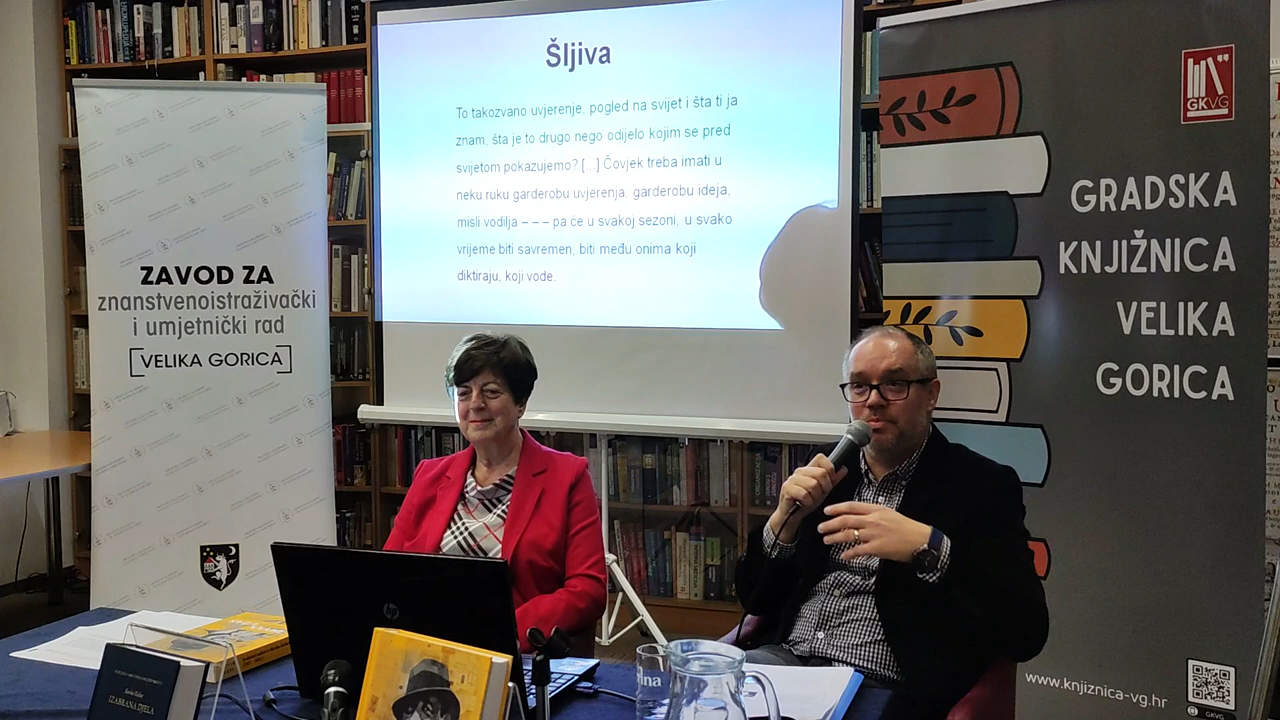 Šljiva
To takozvano uvjerenje, pogled na svijet i šta ti ja
znam, šta je to drugo nego odijelo kojim se pred
svijetom pokazujemo? [...] Čovjek treba imati u
neku ruku garderobu uvjerenja, garderobu ideja,
misli vodilja – – – pa će u svakoj sezoni, u svako
vrijeme biti savremen, biti među onima koji
diktiraju, koji vode.
ZAVOD ZA
znanstvenoistraživački
i umjetnički rad
VELIKA GORICA
GKVG
GRADSKA
KNJIŽNICA
VELIKA
GORICA
www.knjiznica-vg.hr
GKVG
hp
IZABRANA DJELA